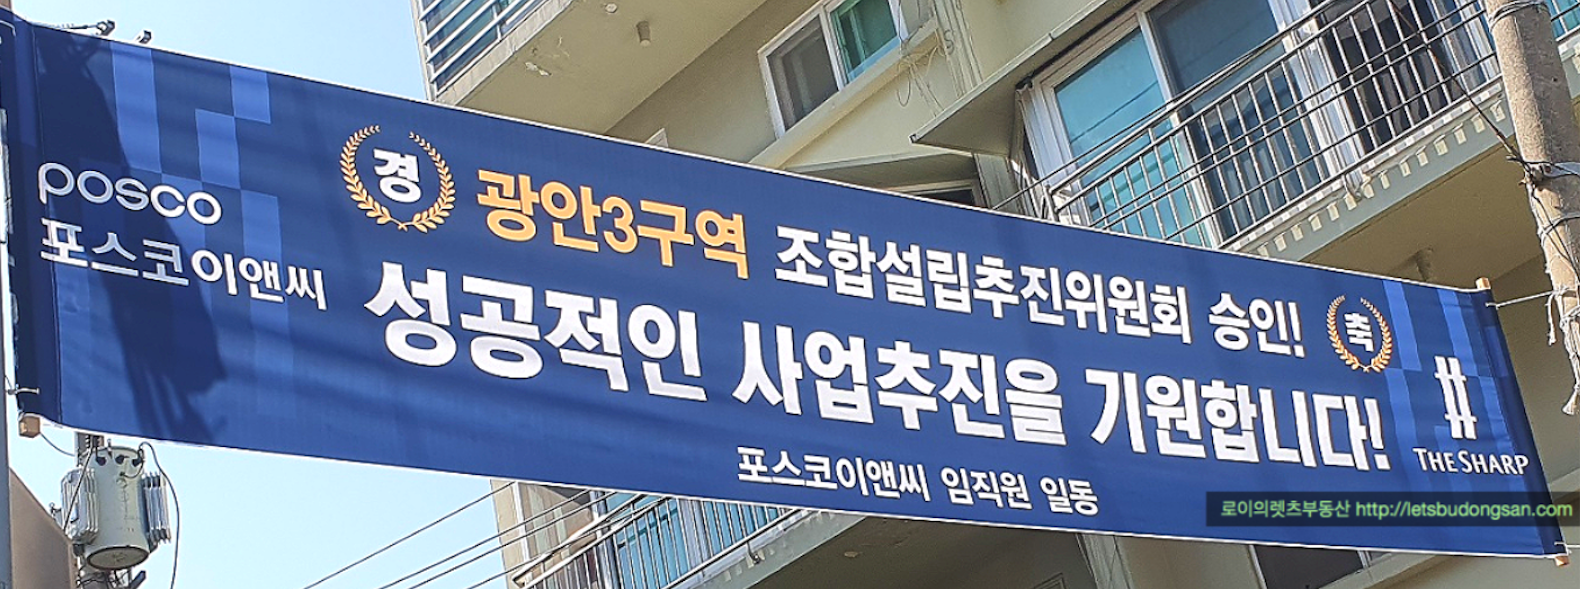 posco
포스코이앤씨
경 광안3구역 조합설립추진위원회 승인! 축
성공적인 사업추진을 기원합니다!
포스코이앤씨 임직원 일동
THE SHARP
로이의렛츠부동산 http://letsbudongsan.com